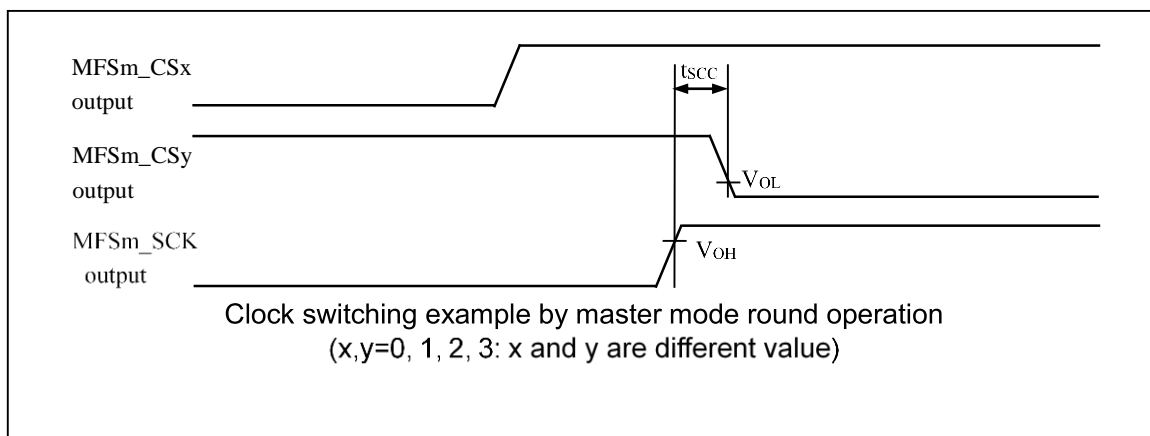 MFSm_CSx
output
tSCC
MFSm_CSy
output
VOL
MFSm_SCK
output
VOH
Clock switching example by master mode round operation
(x,y=0, 1, 2, 3: x and y are different value)